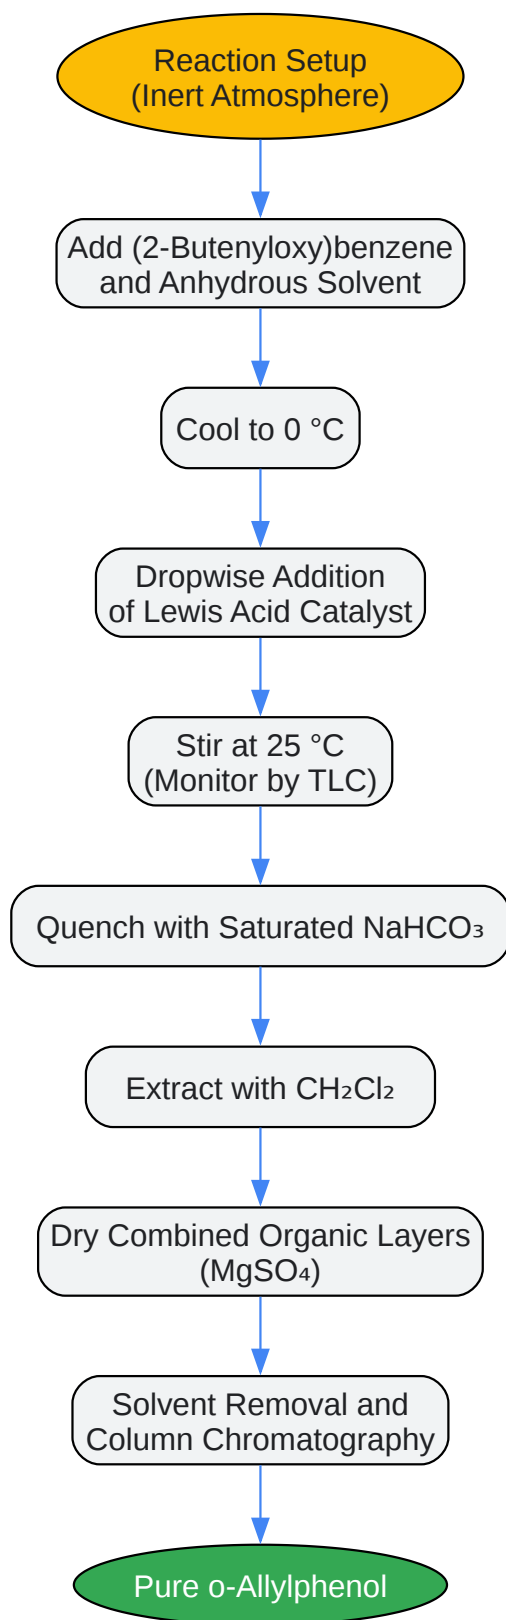 Reaction Setup
(Inert Atmosphere)
Add (2-Butenyloxy)benzene
and Anhydrous Solvent
Cool to 0 °C
Dropwise Addition
of Lewis Acid Catalyst
Stir at 25 °C
(Monitor by TLC)
Quench with Saturated NaHCO₃
Extract with CH₂Cl₂
Dry Combined Organic Layers
(MgSO₄)
Solvent Removal and
Column Chromatography
Pure o-Allylphenol